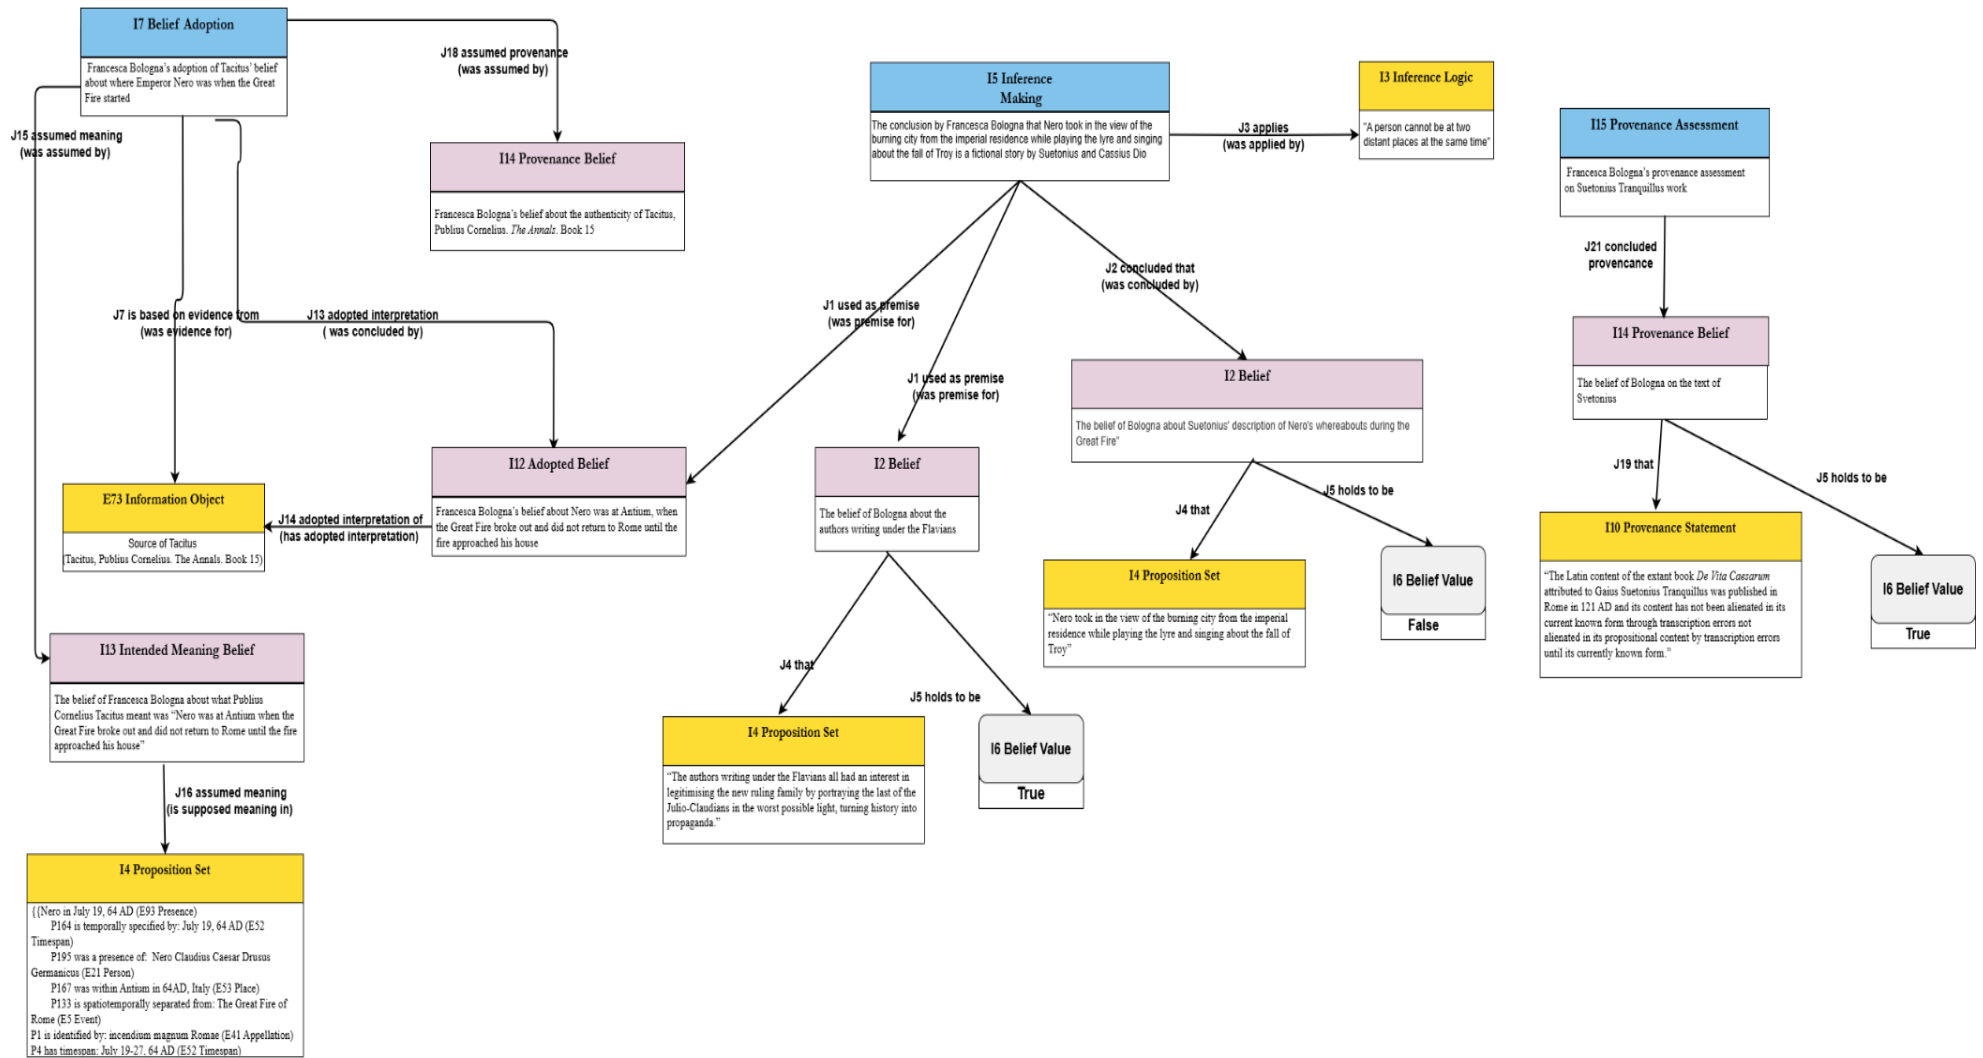 I7 Belief Adoption
Francesca Bologna's adoption of Tacitus' belief
about where Emperor Nero was when the Great
Fire started
J18 assumed provenance
(was assumed by)
J15 assumed meaning
(was assumed by)
I14 Provenance Belief
Francesca Bologna's belief about the authenticity of Tacitus,
Publius Cornelius. The Annals. Book 15
J7 is based on evidence from
(was evidence for)
J13 adopted interpretation
( was concluded by)
E73 Information Object
Source of Tacitus
(Tacitus, Publius Cornelius. The Annals. Book 15)
J14 adopted interpretation of
(has adopted interpretation)
I12 Adopted Belief
Francesca Bologna's belief about Nero was at Antium, when
the Great Fire broke out and did not return to Rome until the
fire approached his house
I13 Intended Meaning Belief
The belief of Francesca Bologna about what Publius
Cornelius Tacitus meant was “Nero was at Antium when the
Great Fire broke out and did not return to Rome until the fire
approached his house”
J16 assumed meaning
(is supposed meaning in)
I4 Proposition Set
{{Nero in July 19, 64 AD (E93 Presence)
P164 is temporally specified by: July 19, 64 AD (E52
Timespan)
P195 was a presence of: Nero Claudius Caesar Drusus
Germanicus (E21 Person)
P167 was within Antium in 64AD, Italy (E53 Place)
P133 is spatiotemporally separated from: The Great Fire of
Rome (E5 Event)
P1 is identified by: incendium magnum Romae (E41 Appellation)
P4 has timespan: July 19-27, 64 AD (E52 Timespan)
I5 Inference
Making
The conclusion by Francesca Bologna that Nero took in the view of the
burning city from the imperial residence while playing the lyre and singing
about the fall of Troy is a fictional story by Suetonius and Cassius Dio
J3 applies
(was applied by)
I3 Inference Logic
"A person cannot be at two
distant places at the same time"
J1 used as premise
(was premise for)
J1 used as premise
(was premise for)
J2 concluded that
(was concluded by)
I2 Belief
The belief of Bologna about the
authors writing under the Flavians
J4 that
J5 holds to be
I4 Proposition Set
“The authors writing under the Flavians all had an interest in
legitimising the new ruling family by portraying the last of the
Julio-Claudians in the worst possible light, turning history into
propaganda.”
I6 Belief Value
True
I2 Belief
The belief of Bologna about Suetonius' description of Nero's whereabouts during the
Great Fire"
J4 that
J5 holds to be
I4 Proposition Set
“Nero took in the view of the burning city from the imperial
residence while playing the lyre and singing about the fall of
Troy”
I6 Belief Value
False
I15 Provenance Assessment
Francesca Bologna's provenance assessment
on Suetonius Tranquillus work
J21 concluded
provencance
I14 Provenance Belief
The belief of Bologna on the text of
Svetonius
J19 that
J5 holds to be
I10 Provenance Statement
“The Latin content of the extant book De Vita Caesarum
attributed to Gaius Suetonius Tranquillus was published in
Rome in 121 AD and its content has not been alienated in its
current known form through transcription errors not
alienated in its propositional content by transcription errors
until its currently known form.”
I6 Belief Value
True